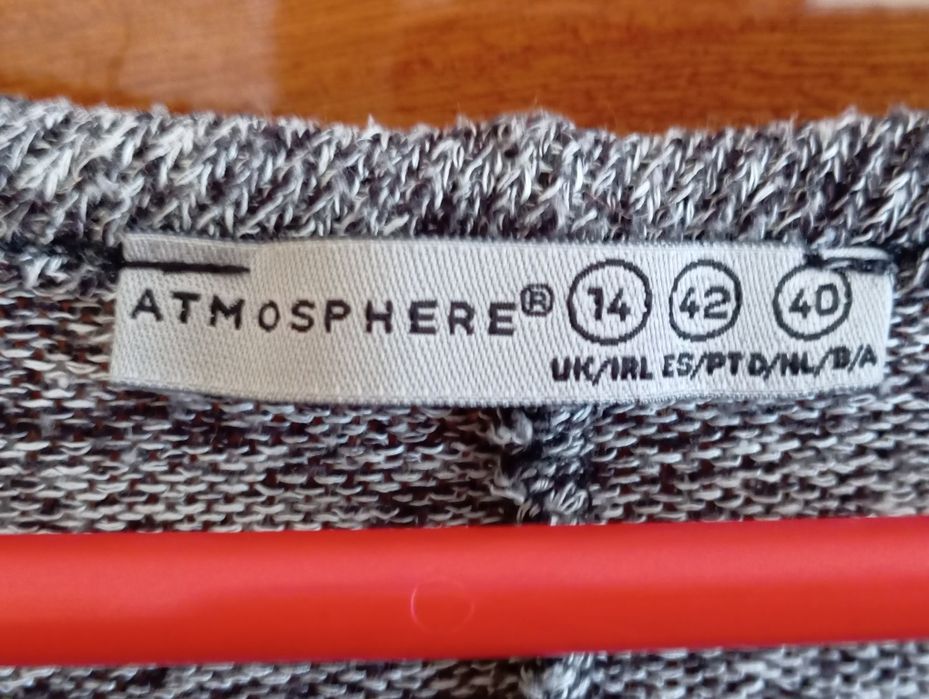 ATMOSPHERE® 14 42 40
UK/IRL ES/PT D/NL/B/A